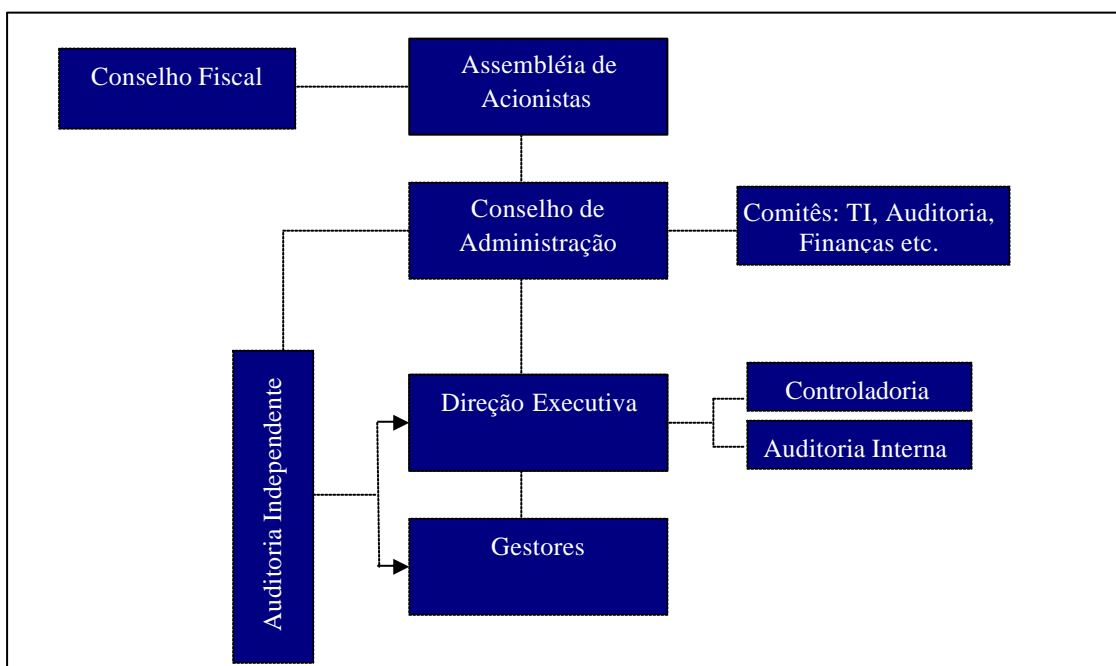 Conselho Fiscal
Assembléia de
Acionistas
Conselho de
Administração
Comitês: TI, Auditoria,
Finanças etc.
Auditoria Independente
Direção Executiva
Controladoria
Auditoria Interna
Gestores